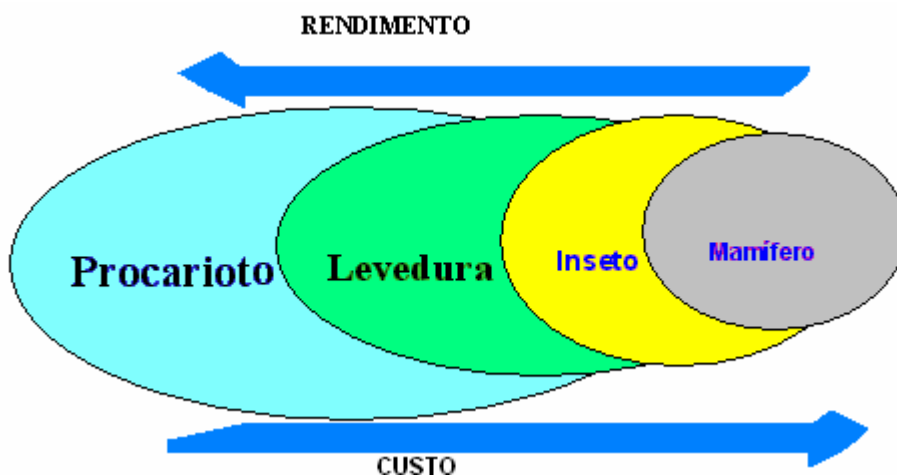 RENDIMENTO
Procarioto
Levedura
Inseto
Mamífero
CUSTO